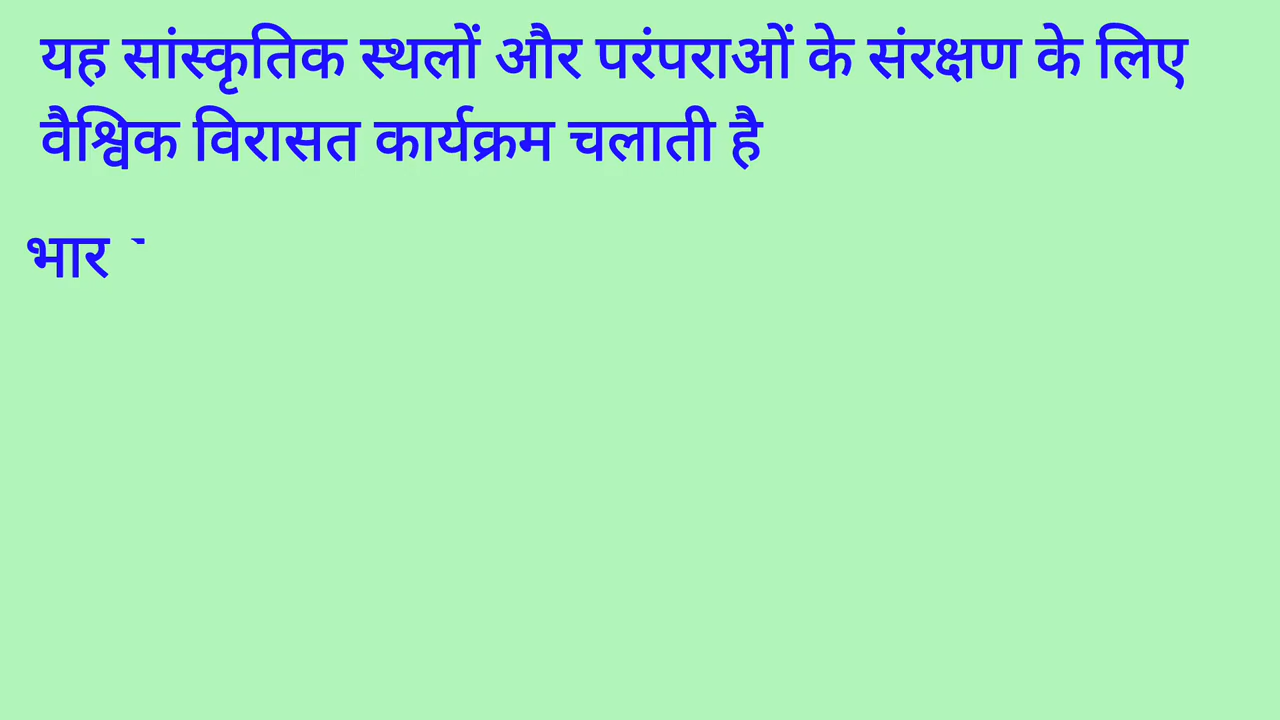 यह सांस्कृतिक स्थलों और परंपराओं के संरक्षण के लिए
वैश्विक विरासत कार्यक्रम चलाती है
भार